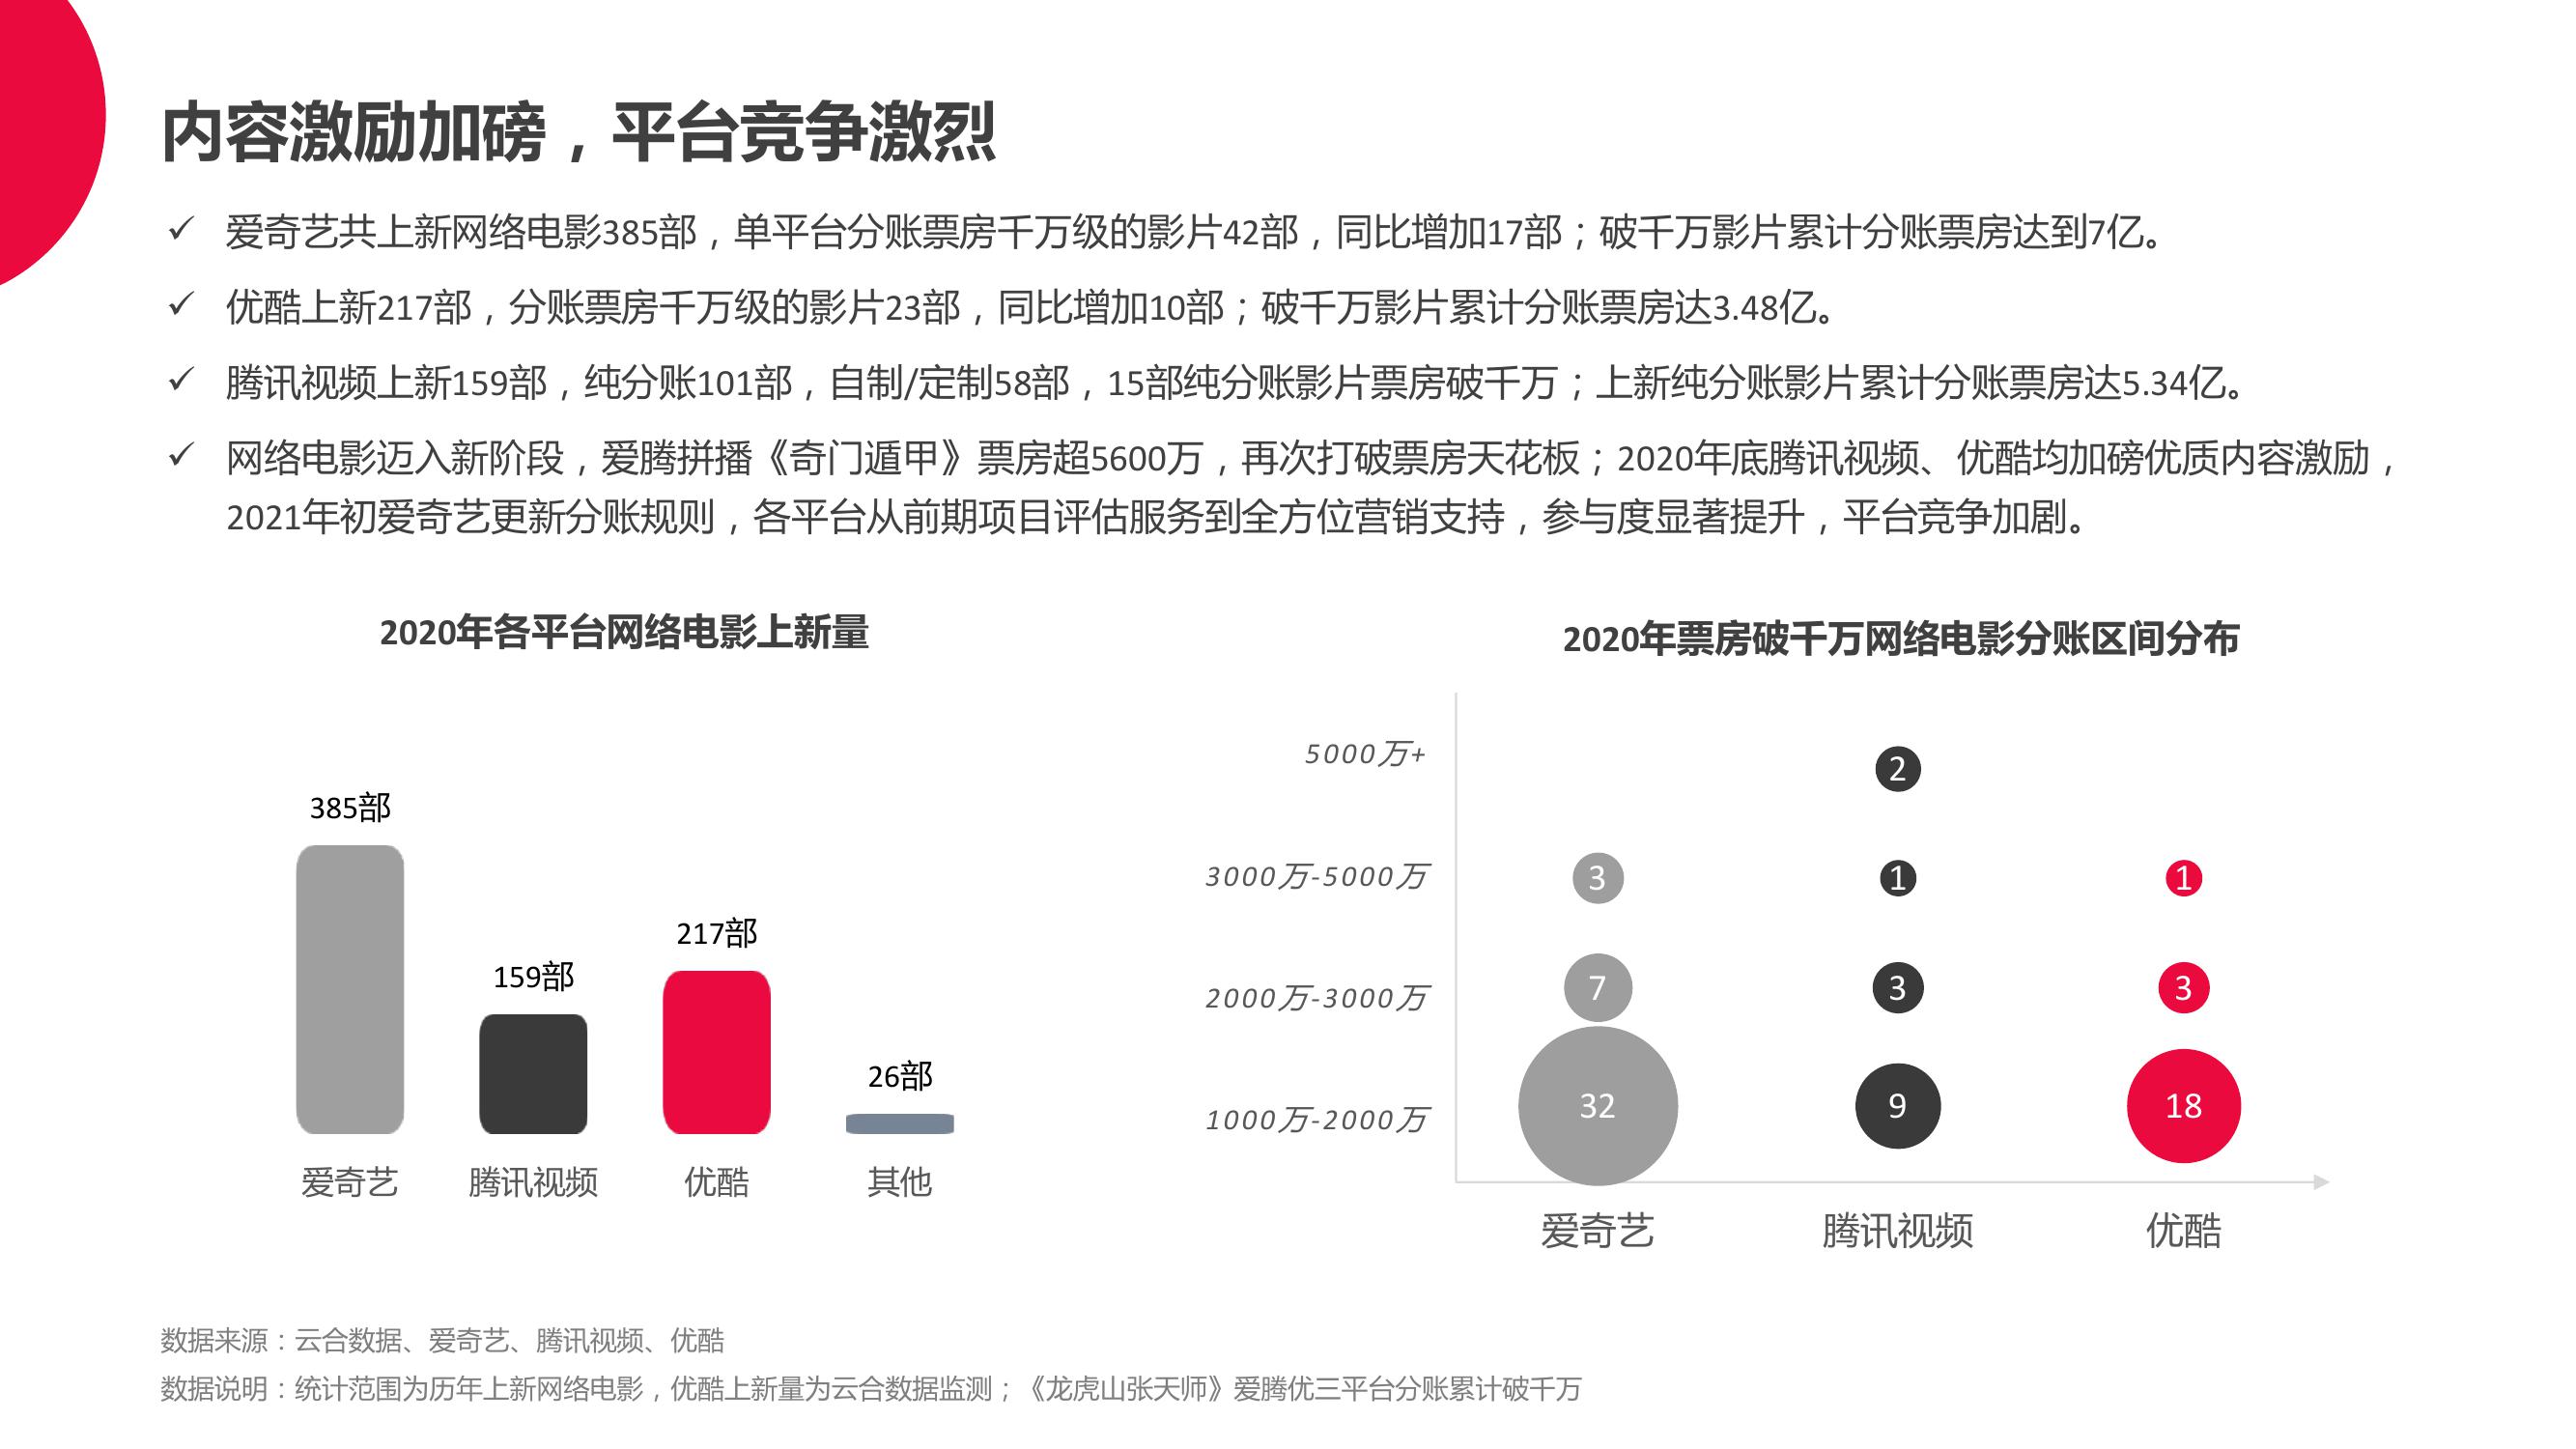 内容激励加磅，平台竞争激烈
✓ 爱奇艺共上新网络电影385部，单平台分账票房千万级的影片42部，同比增加17部；破千万影片累计分账票房达到7亿。
✓ 优酷上新217部，分账票房千万级的影片23部，同比增加10部；破千万影片累计分账票房达3.48亿。
✓ 腾讯视频上新159部，纯分账101部，自制/定制58部，15部纯分账影片票房破千万；上新纯分账影片累计分账票房达5.34亿。
✓ 网络电影迈入新阶段，爱腾拼播《奇门遁甲》票房超5600万，再次打破票房天花板；2020年底腾讯视频、优酷均加磅优质内容激励，
2021年初爱奇艺更新分账规则，各平台从前期项目评估服务到全方位营销支持，参与度显著提升，平台竞争加剧。
2020年各平台网络电影上新量
385部
159部
217部
26部
爱奇艺 腾讯视频 优酷 其他
2020年票房破千万网络电影分账区间分布
5000万+ 2
3000万-5000万 3 1 1
2000万-3000万 7 3 3
1000万-2000万 32 9 18
爱奇艺 腾讯视频 优酷
数据来源：云合数据、爱奇艺、腾讯视频、优酷
数据说明：统计范围为历年上新网络电影，优酷上新量为云合数据监测；《龙虎山张天师》爱腾优三平台分账累计破千万